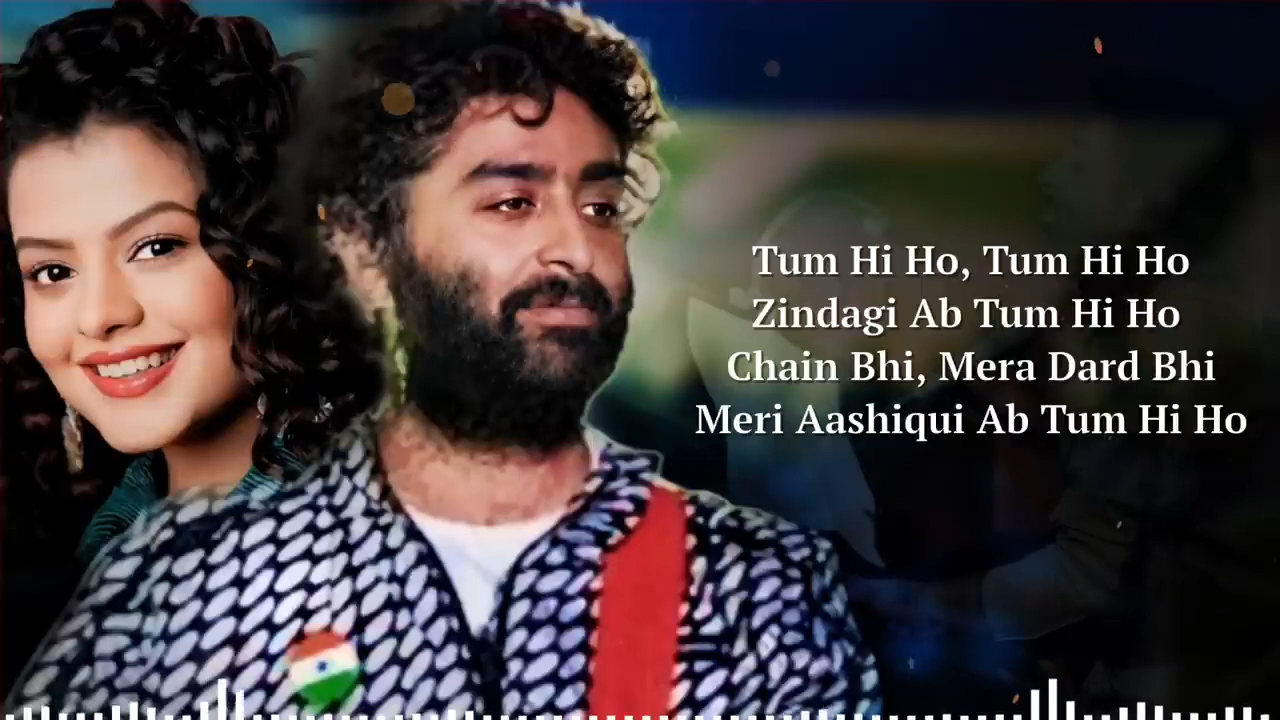 Tum Hi Ho, Tum Hi Ho
Zindagi Ab Tum Hi Ho
Chain Bhi, Mera Dard Bhi
Meri Aashiqui Ab Tum Hi Ho